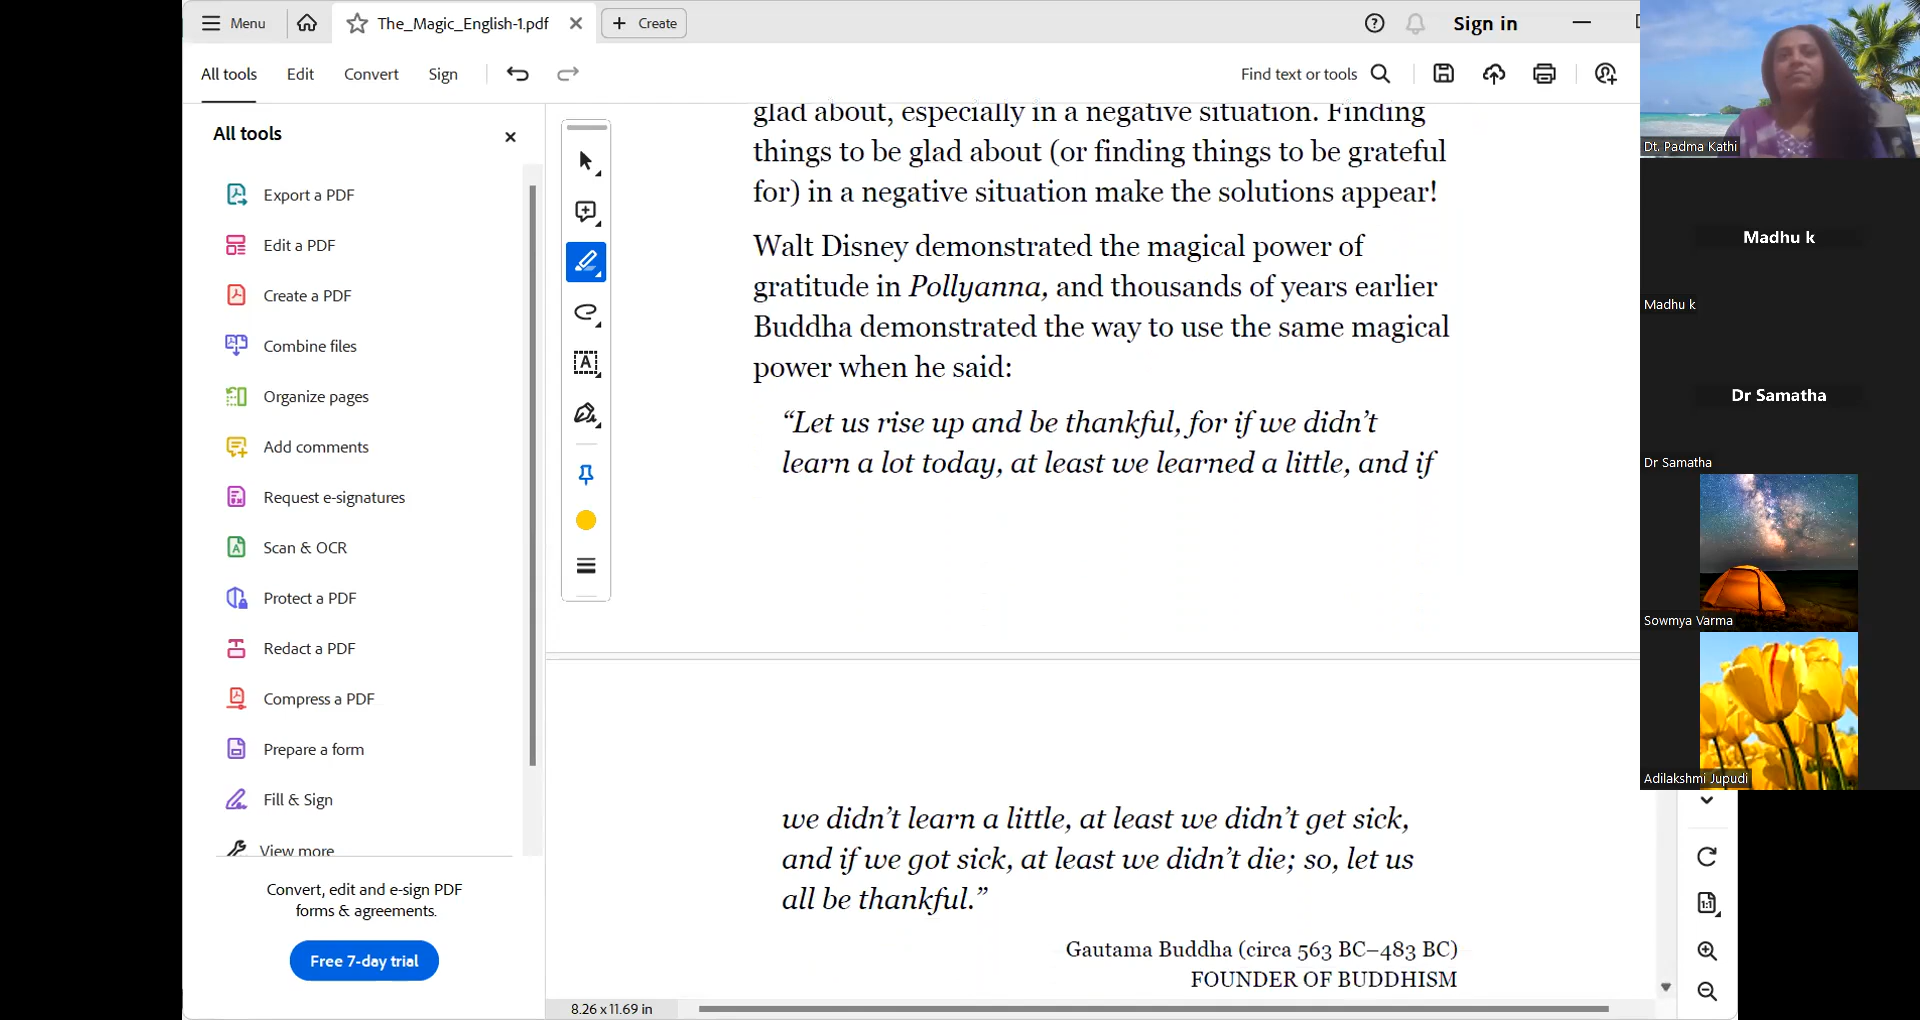 Menu
The_Magic_English-1.pdf
Create
Sign in
All tools
Edit
Convert
Sign
Find text or tools
All tools
Export a PDF
Edit a PDF
Create a PDF
Combine files
Organize pages
Add comments
Request e-signatures
Scan & OCR
Protect a PDF
Redact a PDF
Compress a PDF
Prepare a form
Fill & Sign
View more
Convert, edit and e-sign PDF
forms & agreements.
Free 7-day trial
glad about, especially in a negative situation. Finding
things to be glad about (or finding things to be grateful
for) in a negative situation make the solutions appear!
Walt Disney demonstrated the magical power of
gratitude in Pollyanna, and thousands of years earlier
Buddha demonstrated the way to use the same magical
power when he said:
“Let us rise up and be thankful, for if we didn’t
learn a lot today, at least we learned a little, and if
we didn’t learn a little, at least we didn’t get sick,
and if we got sick, at least we didn’t die; so, let us
all be thankful.”
Gautama Buddha (circa 563 BC–483 BC)
FOUNDER OF BUDDHISM
8.26 x 11.69 in
Dt. Padma Kathi
Madhu k
Madhu k
Dr Samatha
Dr Samatha
Sowmya Varma
Adilakshmi Jupudi